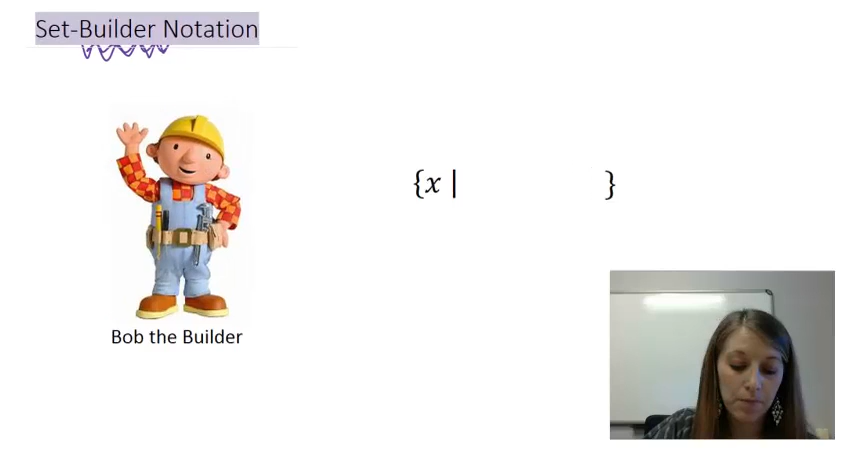 Set-Builder Notation
{x | }
Bob the Builder